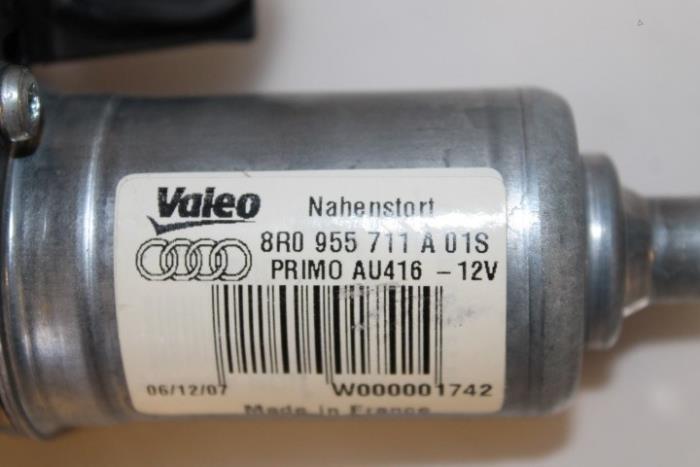 Valeo Nahenstort
8R0 955 711 A 01S
PRIMO AU416 - 12V
06/12/07 W000001742
Made in France